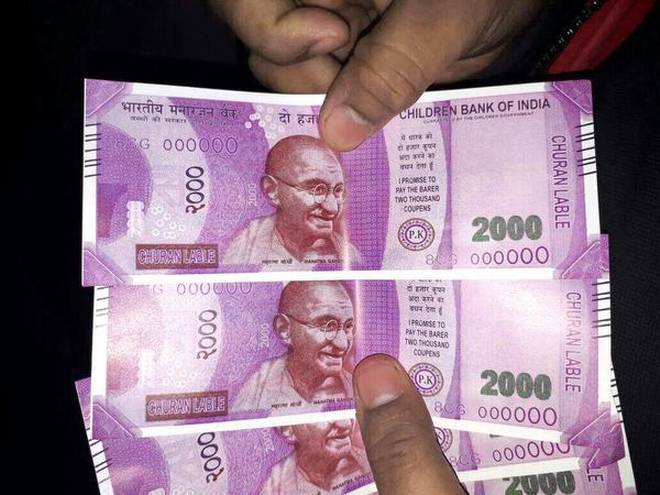 भारतीय मनोरंजन बैंक
बच्चों की सरकार
दो हजा
CHILDREN BANK OF INDIA
GUARANTEED BY THE CHILDREN'S GOVERNMENT
8CG 000000
२०००
2000
मैं धारक को
दो हजार कूपन
अदा करने का
वचन देता हूँ
I PROMISE TO
PAY THE BARER
TWO THOUSAND
COUPENS
P.K
CHURAN LABLE
2000
8CG 000000
CHURAN LABLE
महात्मा गांधी MAHATMA GANDHI
8CG 000000
२०००
2000
दो हजार कूपन
अदा करने का
वचन देता हूँ
I PROMISE TO
PAY THE BARER
TWO THOUSAND
COUPENS
P.K
CHURAN LABLE
2000
8CG 000000
CHURAN LABLE
महात्मा गांधी MAHATMA GANDHI
२०००
2000
2000